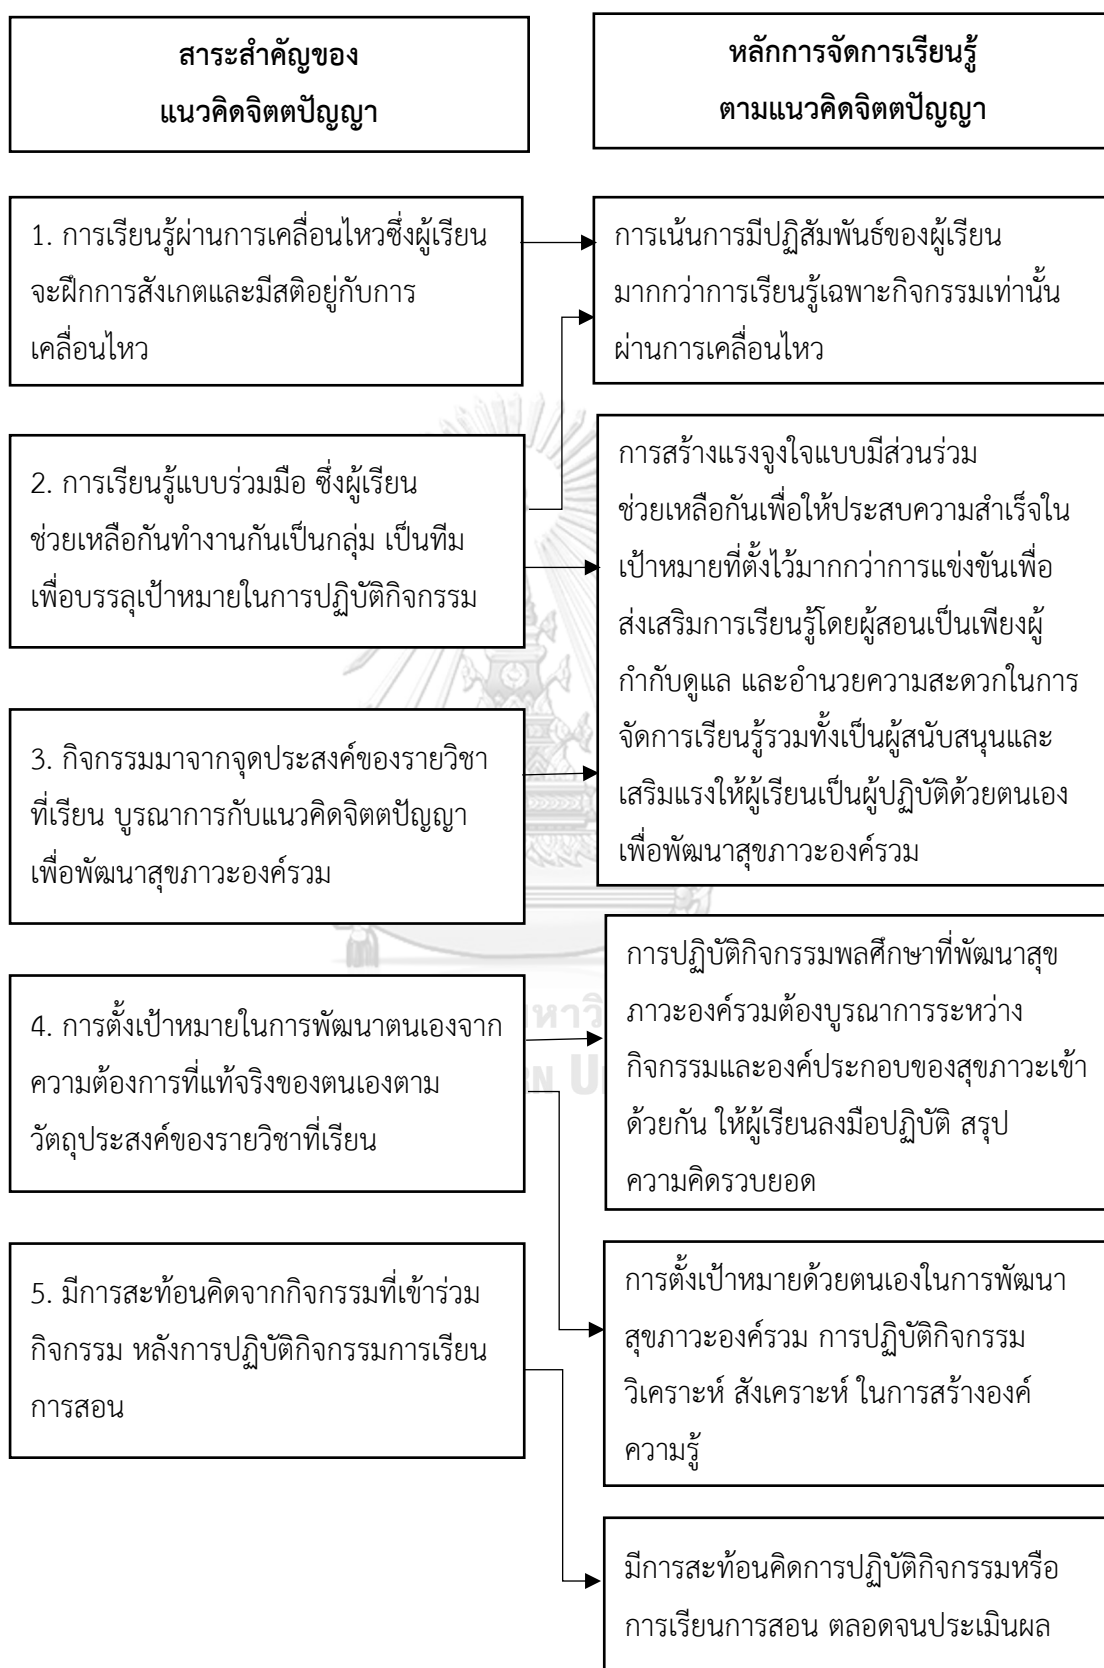 สาระสำคัญของ
แนวคิดจิตตปัญญา
หลักการจัดการเรียนรู้
ตามแนวคิดจิตตปัญญา
1. การเรียนรู้ผ่านการเคลื่อนไหวซึ่งผู้เรียน
จะฝึกการสังเกตและมีสติอยู่กับการ
เคลื่อนไหว
การเน้นการมีปฏิสัมพันธ์ของผู้เรียน
มากกว่าการเรียนรู้เฉพาะกิจกรรมเท่านั้น
ผ่านการเคลื่อนไหว
2. การเรียนรู้แบบร่วมมือ ซึ่งผู้เรียน
ช่วยเหลือกันทำงานกันเป็นกลุ่ม เป็นทีม
เพื่อบรรลุเป้าหมายในการปฏิบัติกิจกรรม
การสร้างแรงจูงใจแบบมีส่วนร่วม
ช่วยเหลือกันเพื่อให้ประสบความสำเร็จใน
เป้าหมายที่ตั้งไว้มากกว่าการแข่งขันเพื่อ
ส่งเสริมการเรียนรู้โดยผู้สอนเป็นเพียงผู้
กำกับดูแล และอำนวยความสะดวกในการ
จัดการเรียนรู้รวมทั้งเป็นผู้สนับสนุนและ
เสริมแรงให้ผู้เรียนเป็นผู้ปฏิบัติด้วยตนเอง
เพื่อพัฒนาสุขภาวะองค์รวม
3. กิจกรรมมาจากจุดประสงค์ของรายวิชา
ที่เรียน บูรณาการกับแนวคิดจิตตปัญญา
เพื่อพัฒนาสุขภาวะองค์รวม
การปฏิบัติกิจกรรมพลศึกษาที่พัฒนาสุข
ภาวะองค์รวมต้องบูรณาการระหว่าง
กิจกรรมและองค์ประกอบของสุขภาวะเข้า
ด้วยกัน ให้ผู้เรียนลงมือปฏิบัติ สรุป
ความคิดรวบยอด
4. การตั้งเป้าหมายในการพัฒนาตนเองจาก
ความต้องการที่แท้จริงของตนเองตาม
วัตถุประสงค์ของรายวิชาที่เรียน
การตั้งเป้าหมายด้วยตนเองในการพัฒนา
สุขภาวะองค์รวม การปฏิบัติกิจกรรม
วิเคราะห์ สังเคราะห์ ในการสร้างองค์
ความรู้
5. มีการสะท้อนคิดจากกิจกรรมที่เข้าร่วม
กิจกรรม หลังการปฏิบัติกิจกรรมการเรียน
การสอน
มีการสะท้อนคิดการปฏิบัติกิจกรรมหรือ
การเรียนการสอน ตลอดจนประเมินผล